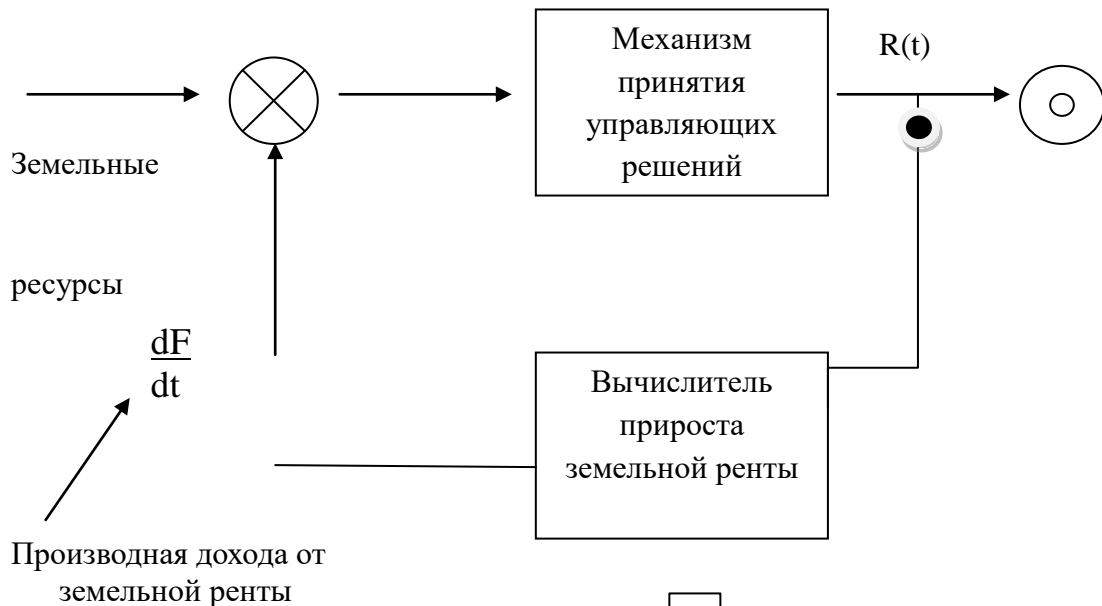 Механизм
принятия
управляющих
решений
R(t)
Земельные
ресурсы
dF
dt
Вычислитель
прироста
земельной ренты
Производная дохода от
земельной ренты